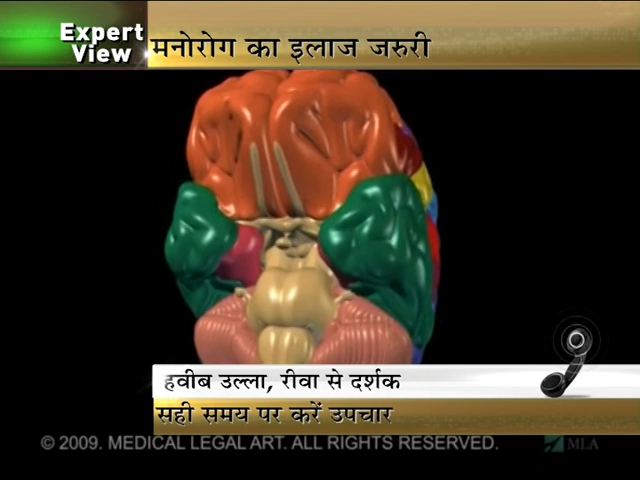 Expert
View
मनोरोग का इलाज जरुरी
हवीब उल्ला, रीवा से दर्शक
सही समय पर करें उपचार
© 2009. MEDICAL LEGAL ART. ALL RIGHTS RESERVED.
MLA